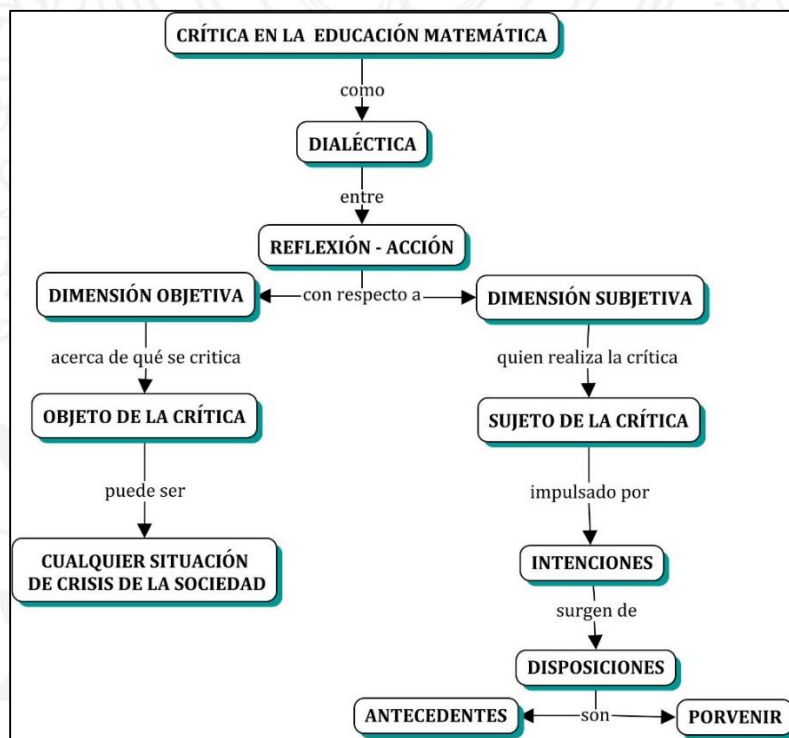 CRÍTICA EN LA EDUCACIÓN MATEMÁTICA
como
DIALÉCTICA
entre
REFLEXIÓN - ACCIÓN
DIMENSIÓN OBJETIVA
con respecto a
DIMENSIÓN SUBJETIVA
acerca de qué se critica
quien realiza la crítica
OBJETO DE LA CRÍTICA
SUJETO DE LA CRÍTICA
puede ser
impulsado por
CUALQUIER SITUACIÓN
DE CRISIS DE LA SOCIEDAD
INTENCIONES
surgen de
DISPOSICIONES
ANTECEDENTES
son
PORVENIR